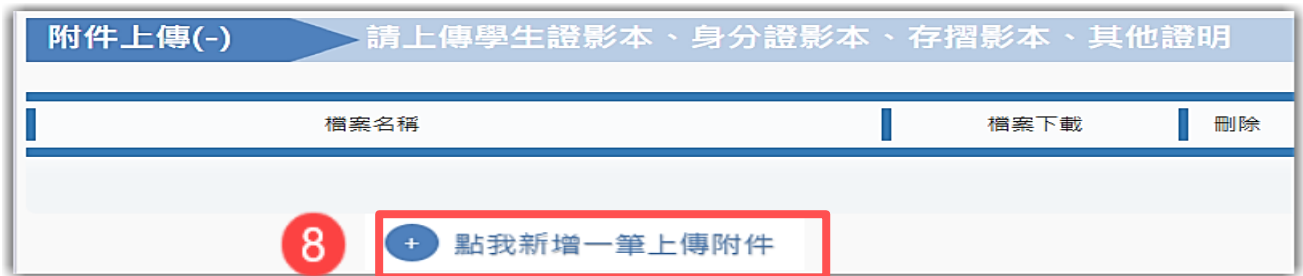 附件上傳(-) 請上傳學生證影本、身分證影本、存摺影本、其他證明
檔案名稱 檔案下載 刪除
8 + 點我新增一筆上傳附件